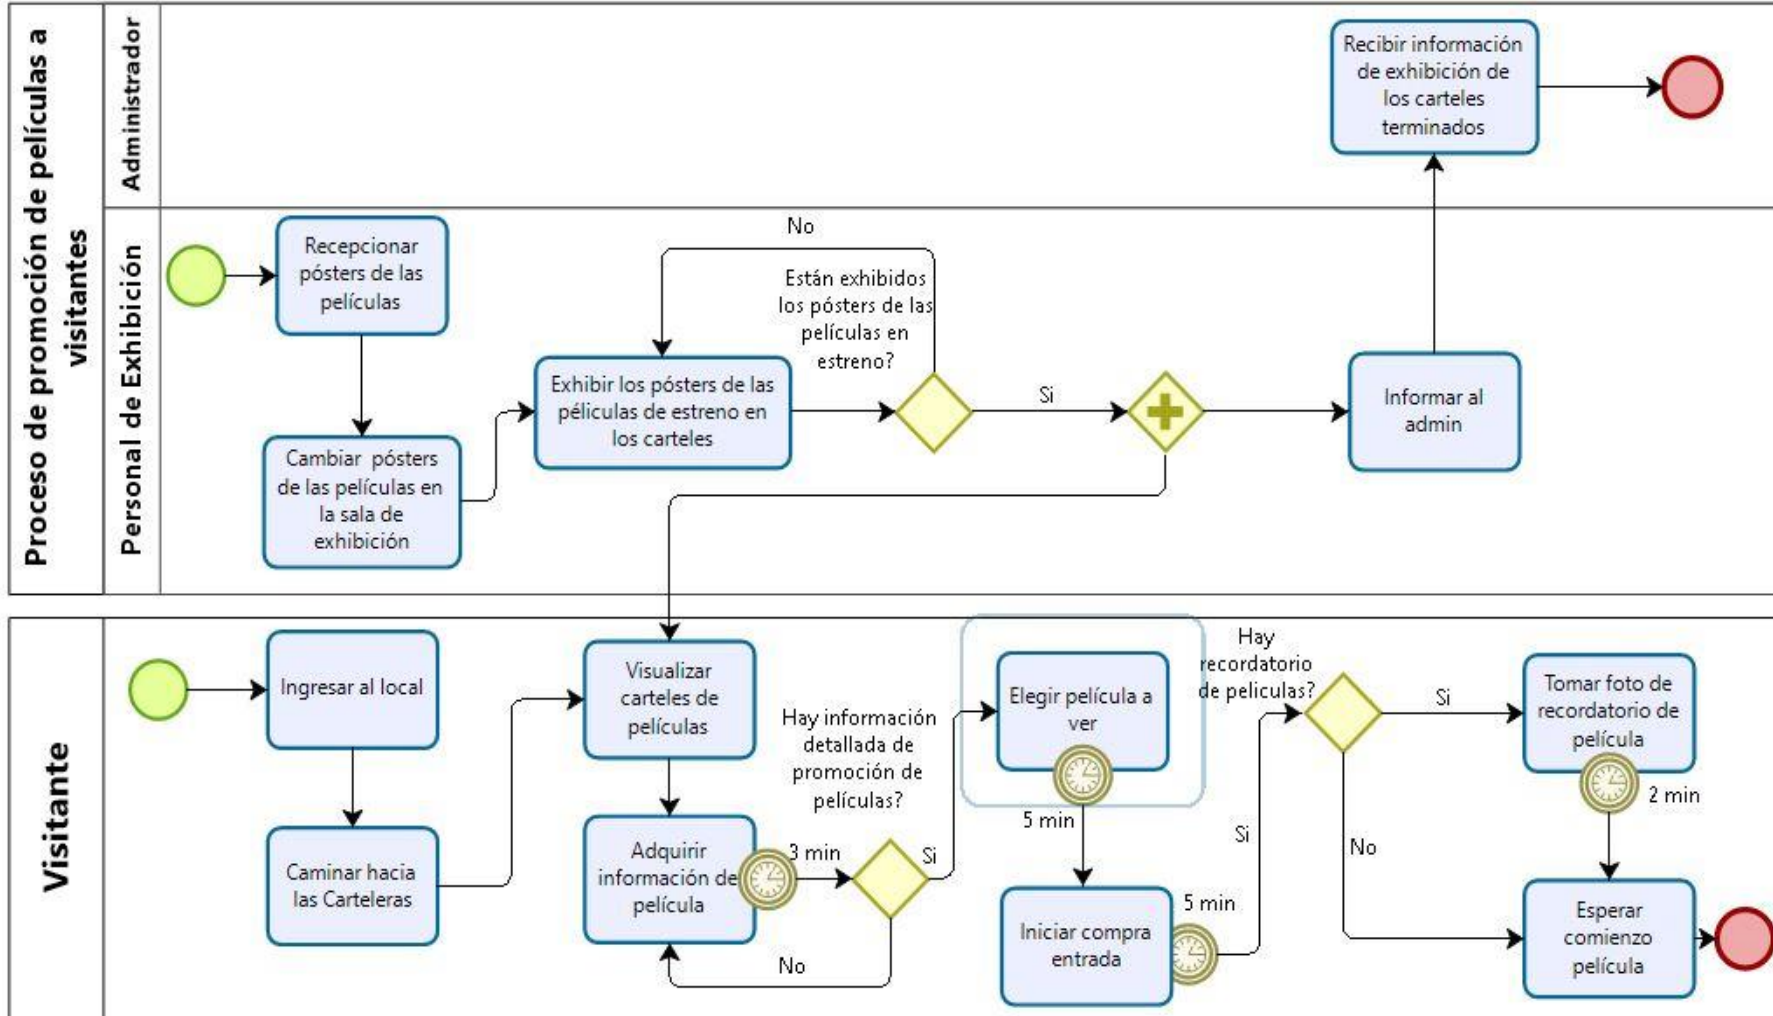 Proceso de promoción de películas a
visitantes
Administrador
Recibir información
de exhibición de
los carteles
terminados
Personal de Exhibición
Recepcionar
pósters de las
películas
Cambiar pósters
de las películas en
la sala de
exhibición
Exhibir los pósters de las
péliculas de estreno en
los carteles
No
Están exhibidos
los pósters de las
películas en
estreno?
Si
Informar al
admin
Visitante
Ingresar al local
Caminar hacia
las Carteleras
Visualizar
carteles de
películas
Adquirir
información de
película
3 min
Hay información
detallada de
promoción de
películas?
Si
No
Elegir película a
ver
5 min
Iniciar compra
entrada
5 min
Si
Hay
recordatorio
de peliculas?
Si
No
Tomar foto de
recordatorio de
película
2 min
Esperar
comienzo
película